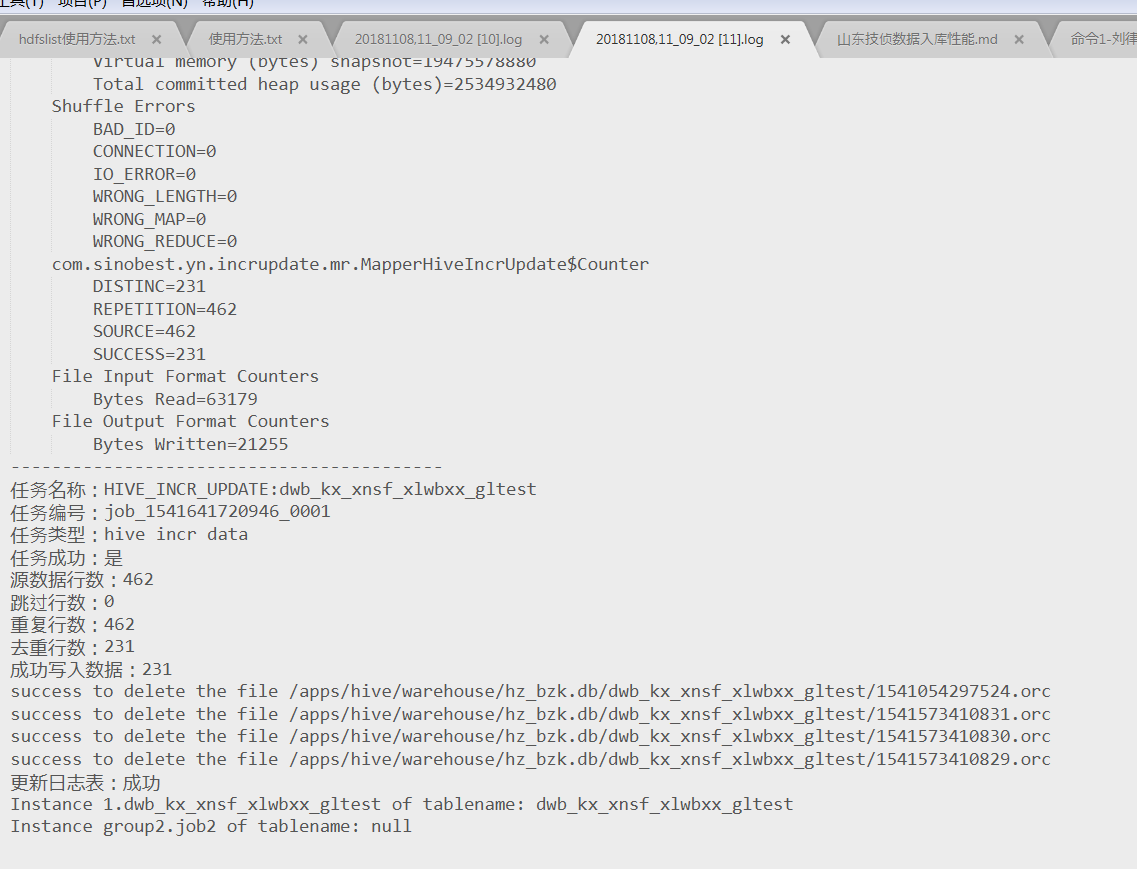 工具(T) 项目(P) 首选项(N) 帮助(H)
hdfslist使用方法.txt
使用方法.txt
20181108,11_09_02 [10].log
20181108,11_09_02 [11].log
山东技侦数据入库性能.md
命令1-刘律
Virtual memory (bytes) snapshot=19475578880
Total committed heap usage (bytes)=2534932480
Shuffle Errors
BAD_ID=0
CONNECTION=0
IO_ERROR=0
WRONG_LENGTH=0
WRONG_MAP=0
WRONG_REDUCE=0
com.sinobest.yn.incrupdate.mr.MapperHiveIncrUpdate$Counter
DISTINC=231
REPETITION=462
SOURCE=462
SUCCESS=231
File Input Format Counters
Bytes Read=63179
File Output Format Counters
Bytes Written=21255
------------------------------------------
任务名称：HIVE_INCR_UPDATE:dwb_kx_xnsf_xlwbxx_gltest
任务编号：job_1541641720946_0001
任务类型：hive incr data
任务成功：是
源数据行数：462
跳过行数：0
重复行数：462
去重行数：231
成功写入数据：231
success to delete the file /apps/hive/warehouse/hz_bzk.db/dwb_kx_xnsf_xlwbxx_gltest/1541054297524.orc
success to delete the file /apps/hive/warehouse/hz_bzk.db/dwb_kx_xnsf_xlwbxx_gltest/1541573410831.orc
success to delete the file /apps/hive/warehouse/hz_bzk.db/dwb_kx_xnsf_xlwbxx_gltest/1541573410830.orc
success to delete the file /apps/hive/warehouse/hz_bzk.db/dwb_kx_xnsf_xlwbxx_gltest/1541573410829.orc
更新日志表：成功
Instance 1.dwb_kx_xnsf_xlwbxx_gltest of tablename: dwb_kx_xnsf_xlwbxx_gltest
Instance group2.job2 of tablename: null